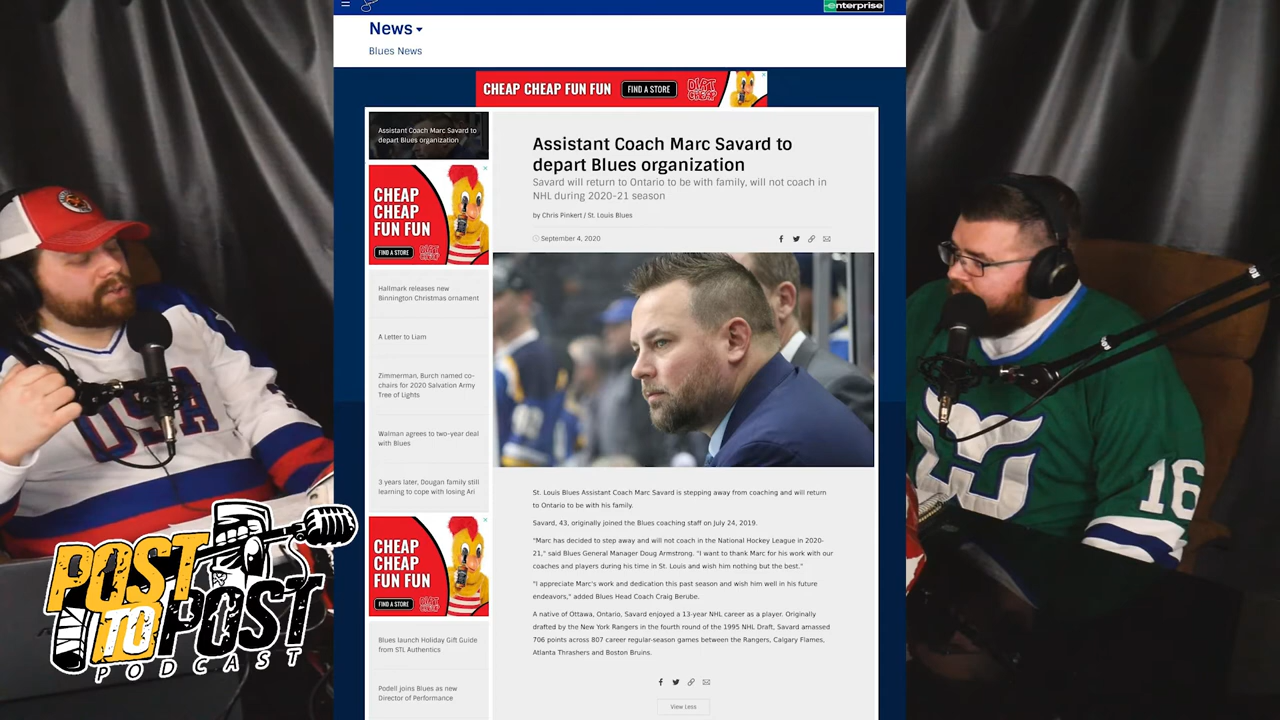 enterprise
News
Blues News
CHEAP CHEAP FUN FUN
FIND A STORE
DIRT
CHEAP
Assistant Coach Marc Savard to
depart Blues organization
CHEAP
CHEAP
FUN FUN
FIND A STORE
DIRT
CHEAP
Hallmark releases new
Binnington Christmas ornament
A Letter to Liam
Zimmerman, Burch named co-
chairs for 2020 Salvation Army
Tree of Lights
Walman agrees to two-year deal
with Blues
3 years later, Dougan family still
learning to cope with losing Ari
CHEAP
CHEAP
FUN FUN
FIND A STORE
DIRT
CHEAP
Blues launch Holiday Gift Guide
from STL Authentics
Podell joins Blues as new
Director of Performance
Assistant Coach Marc Savard to
depart Blues organization
Savard will return to Ontario to be with family, will not coach in
NHL during 2020-21 season
by Chris Pinkert / St. Louis Blues
September 4, 2020
St. Louis Blues Assistant Coach Marc Savard is stepping away from coaching and will return
to Ontario to be with his family.
Savard, 43, originally joined the Blues coaching staff on July 24, 2019.
"Marc has decided to step away and will not coach in the National Hockey League in 2020-
21," said Blues General Manager Doug Armstrong. "I want to thank Marc for his work with our
coaches and players during his time in St. Louis and wish him nothing but the best."
"I appreciate Marc's work and dedication this past season and wish him well in his future
endeavors," added Blues Head Coach Craig Berube.
A native of Ottawa, Ontario, Savard enjoyed a 13-year NHL career as a player. Originally
drafted by the New York Rangers in the fourth round of the 1995 NHL Draft, Savard amassed
706 points across 807 career regular-season games between the Rangers, Calgary Flames,
Atlanta Thrashers and Boston Bruins.
View Less
USA
16
POST
TO POST
PODCAST